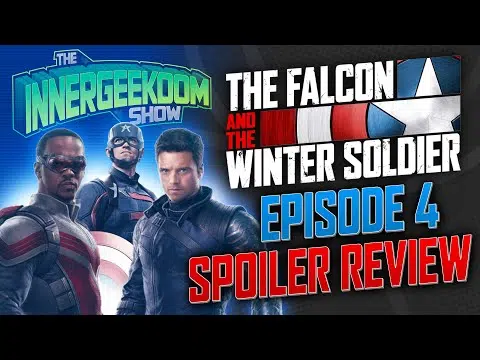 THE
INNERGEEKDOM
SHOW
THE FALCON
AND THE
WINTER SOLDIER
EPISODE 4
SPOILER REVIEW